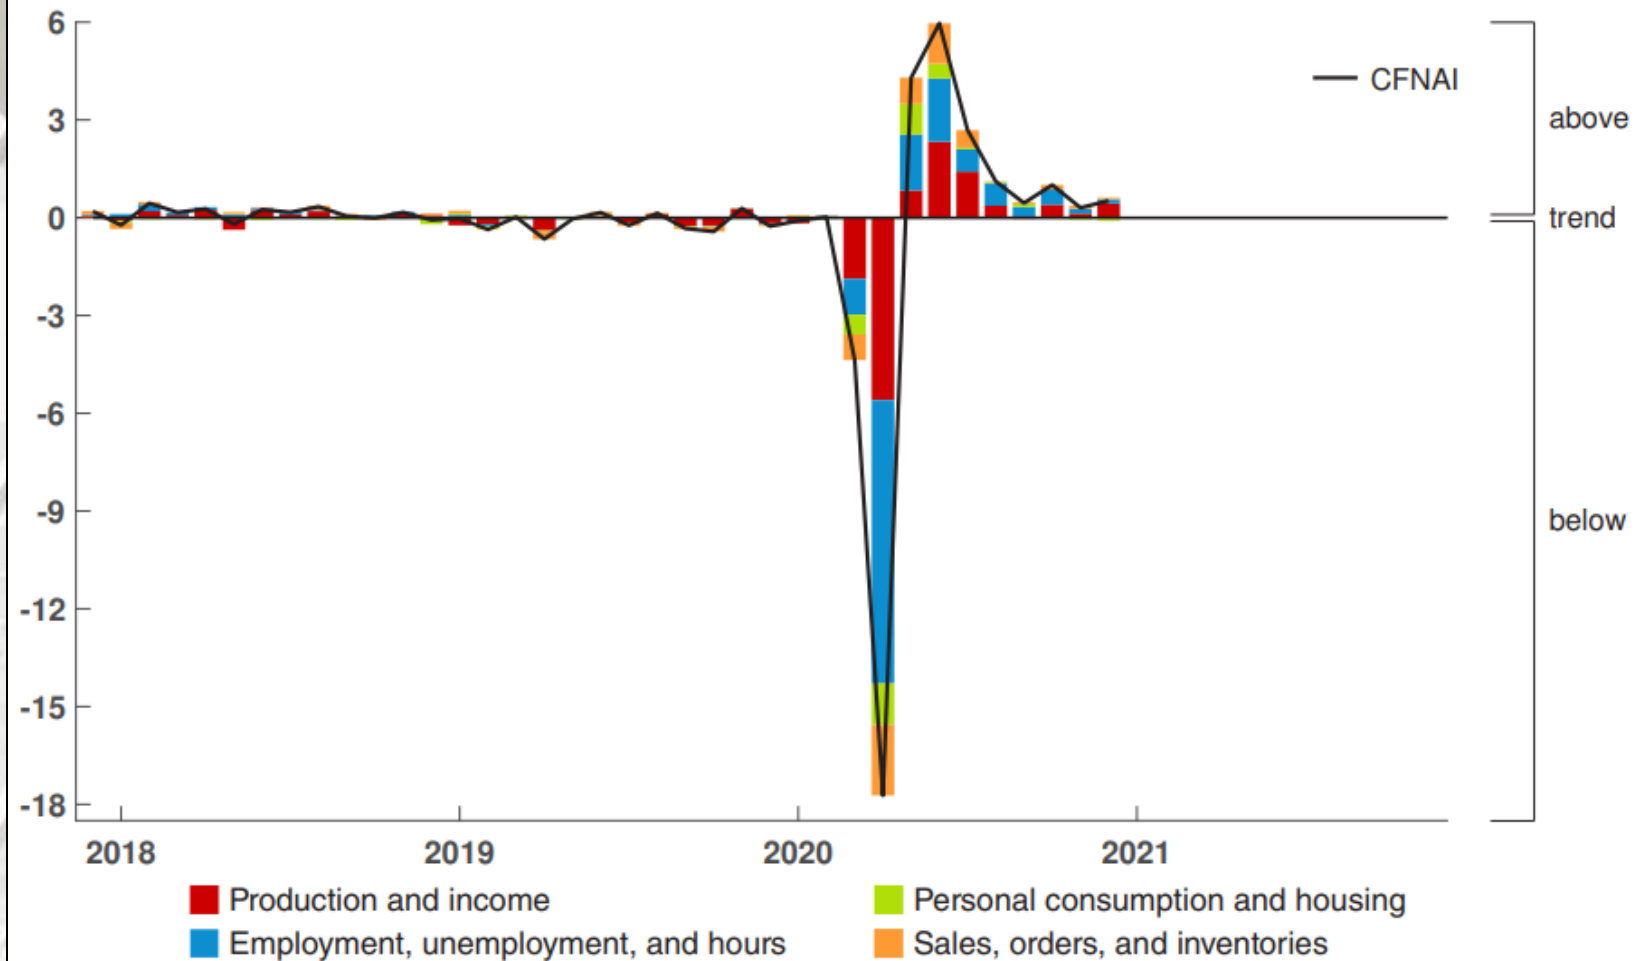 6
3
0
-3
-6
-9
-12
-15
-18
CFNAI
above
trend
below
2018 2019 2020 2021
Production and income
Personal consumption and housing
Employment, unemployment, and hours
Sales, orders, and inventories